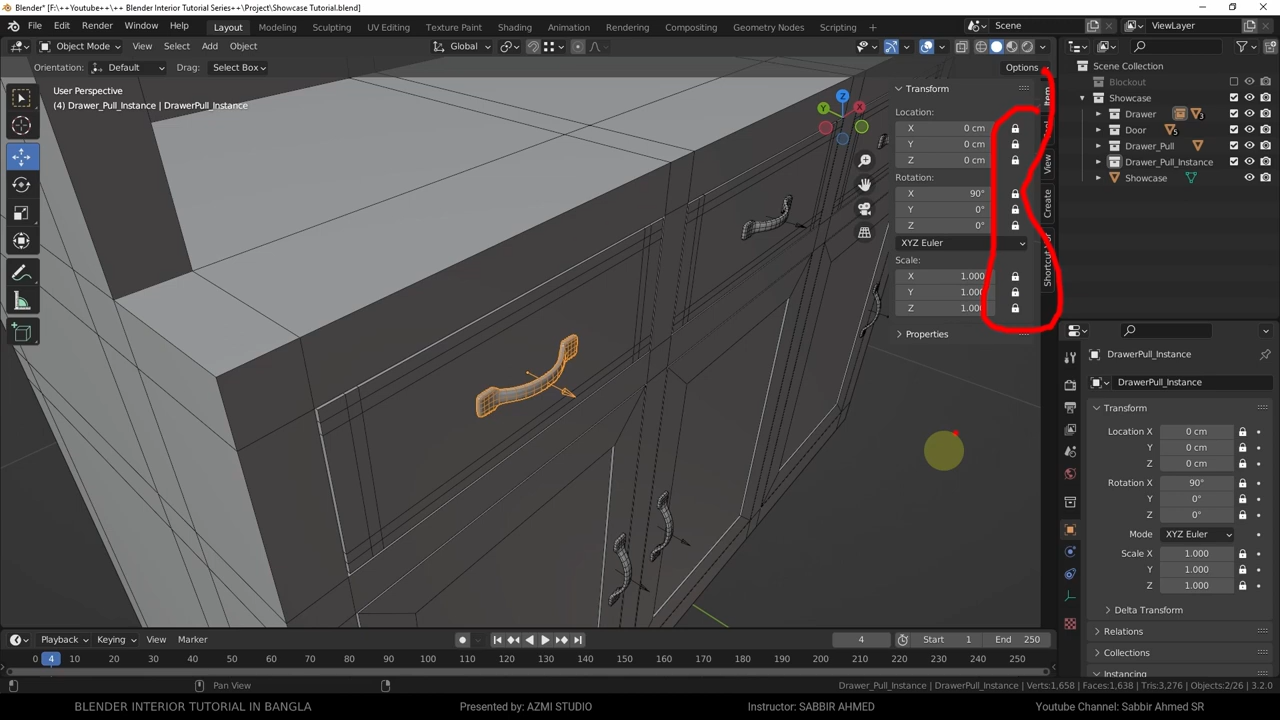 Blender* [F:\++Youtube++\++ Blender Interior Tutorial Series++\Project\Showcase Tutorial.blend]
File Edit Render Window Help Layout Modeling Sculpting UV Editing Texture Paint Shading Animation Rendering Compositing Geometry Nodes Scripting Scene ViewLayer
Object Mode View Select Add Object Global
Orientation: Default Drag: Select Box Options
User Perspective
(4) Drawer_Pull_Instance | DrawerPull_Instance
Transform
Location:
X 0 cm
Y 0 cm
Z 0 cm
Rotation:
X 90°
Y 0°
Z 0°
XYZ Euler
Scale:
X 1.000
Y 1.000
Z 1.000
Properties
Item
View
Create
Scene Collection
Blockout
Showcase
Drawer 3
Door 5
Drawer_Pull
Drawer_Pull_Instance
Showcase
DrawerPull_Instance
DrawerPull_Instance
Transform
Location X 0 cm
Y 0 cm
Z 0 cm
Rotation X 90°
Y 0°
Z 0°
Mode XYZ Euler
Scale X 1.000
Y 1.000
Z 1.000
Delta Transform
Relations
Collections
Instancing
Playback Keying View Marker 4 Start 1 End 250
0 4 10 20 30 40 50 60 70 80 90 100 110 120 130 140 150 160 170 180 190 200 210 220 230 240 250
Pan View Drawer_Pull_Instance | DrawerPull_Instance | Verts:1,658 | Faces:1,638 | Tris:3,276 | Objects:2/26 | 3.2.0
BLENDER INTERIOR TUTORIAL IN BANGLA Presented by: AZMI STUDIO Instructor: SABBIR AHMED Youtube Channel: Sabbir Ahmed SR